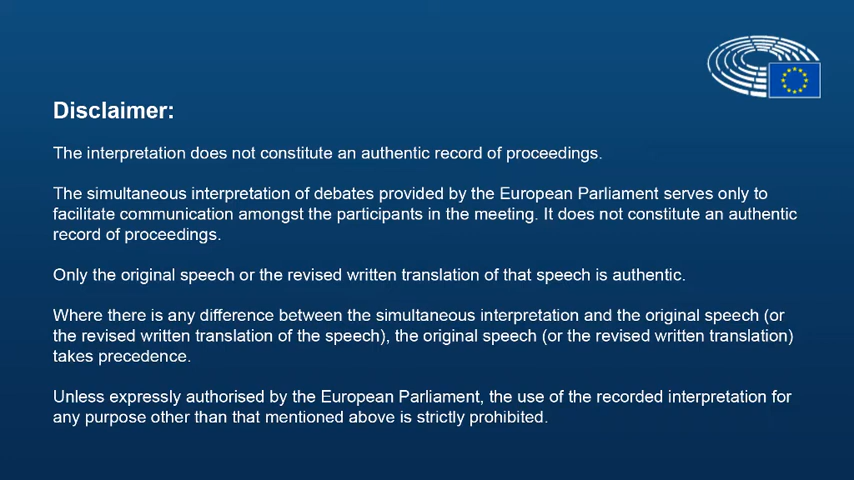 Disclaimer:
The interpretation does not constitute an authentic record of proceedings.
The simultaneous interpretation of debates provided by the European Parliament serves only to
facilitate communication amongst the participants in the meeting. It does not constitute an authentic
record of proceedings.
Only the original speech or the revised written translation of that speech is authentic.
Where there is any difference between the simultaneous interpretation and the original speech (or
the revised written translation of the speech), the original speech (or the revised written translation)
takes precedence.
Unless expressly authorised by the European Parliament, the use of the recorded interpretation for
any purpose other than that mentioned above is strictly prohibited.